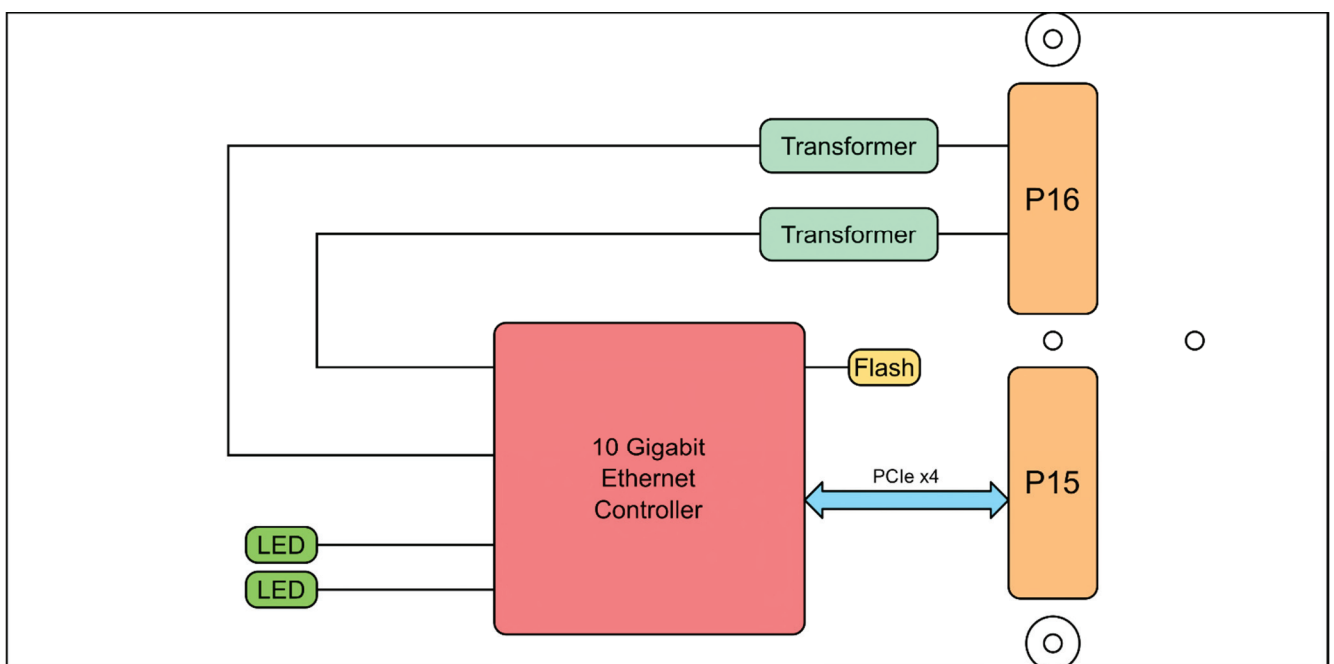 Transformer
P16
Transformer
Flash
10 Gigabit
Ethernet
Controller
PCIe x4
P15
LED
LED